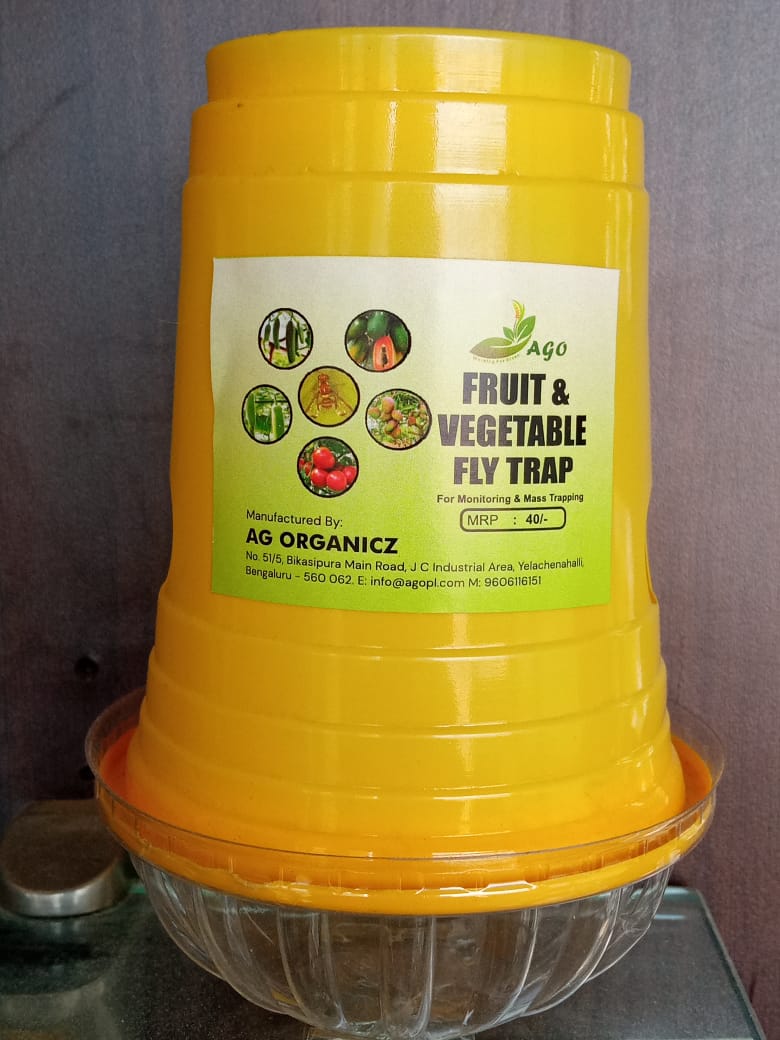 AGO
FRUIT &
VEGETABLE
FLY TRAP
For Monitoring & Mass Trapping
MRP : 40/-
Manufactured By:
AG ORGANICZ
No. 51/5, Bikasipura Main Road, J C Industrial Area, Yelachenahalli,
Bengaluru - 560 062. E: info@agopl.com M: 9606116151